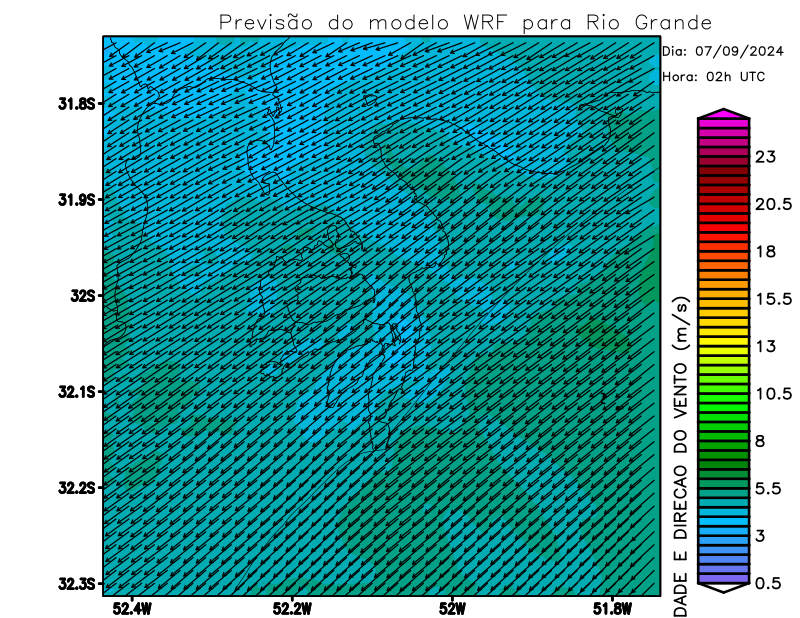 Previsão do modelo WRF para Rio Grande
Dia: 07/09/2024
Hora: 02h UTC
31.8S
31.9S
32S
32.1S
32.2S
32.3S
52.4W
52.2W
52W
51.8W
DADE E DIRECAO DO VENTO (m/s)
23
20.5
18
15.5
13
10.5
8
5.5
3
0.5